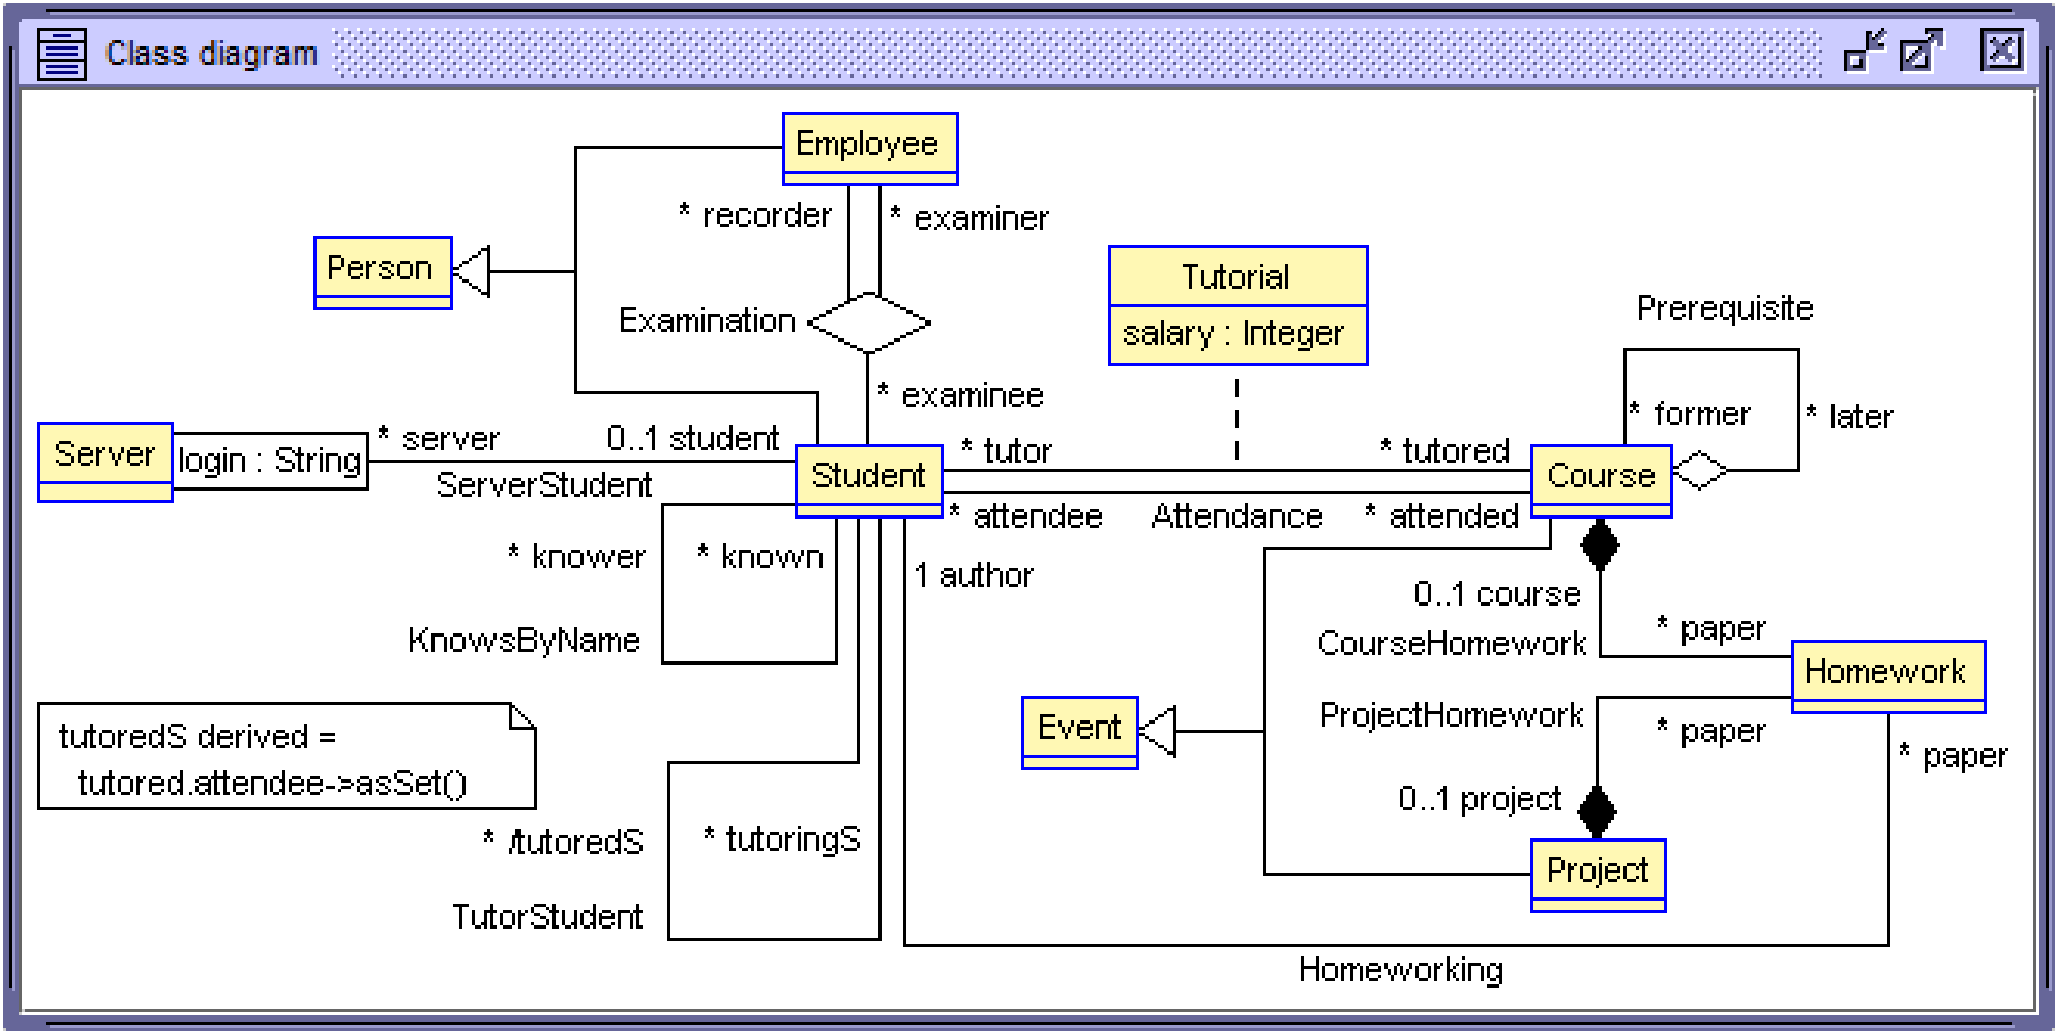 Class diagram
Employee
* recorder
* examiner
Person
Tutorial
salary : Integer
Examination
Prerequisite
* examinee
* former
* later
Server
login : String
* server
0..1 student
ServerStudent
Student
* tutor
* tutored
Course
* attendee
Attendance
* attended
* knower
* known
1 author
0..1 course
KnowsByName
CourseHomework
* paper
Homework
tutoredS derived =
tutored.attendee->asSet()
Event
ProjectHomework
* paper
* paper
0..1 project
* /tutoredS
* tutoringS
Project
TutorStudent
Homeworking